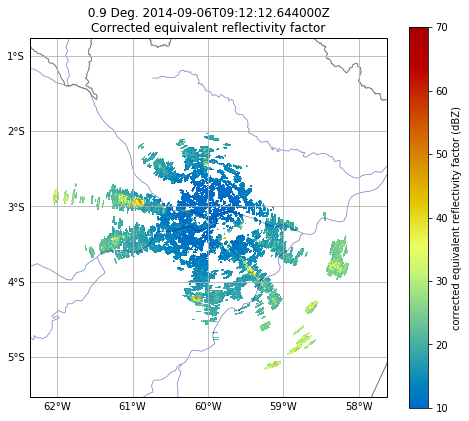 0.9 Deg. 2014-09-06T09:12:12.644000Z
Corrected equivalent reflectivity factor
1°S
2°S
3°S
4°S
5°S
62°W 61°W 60°W 59°W 58°W
70
60
50
40
30
20
10
corrected equivalent reflectivity factor (dBZ)